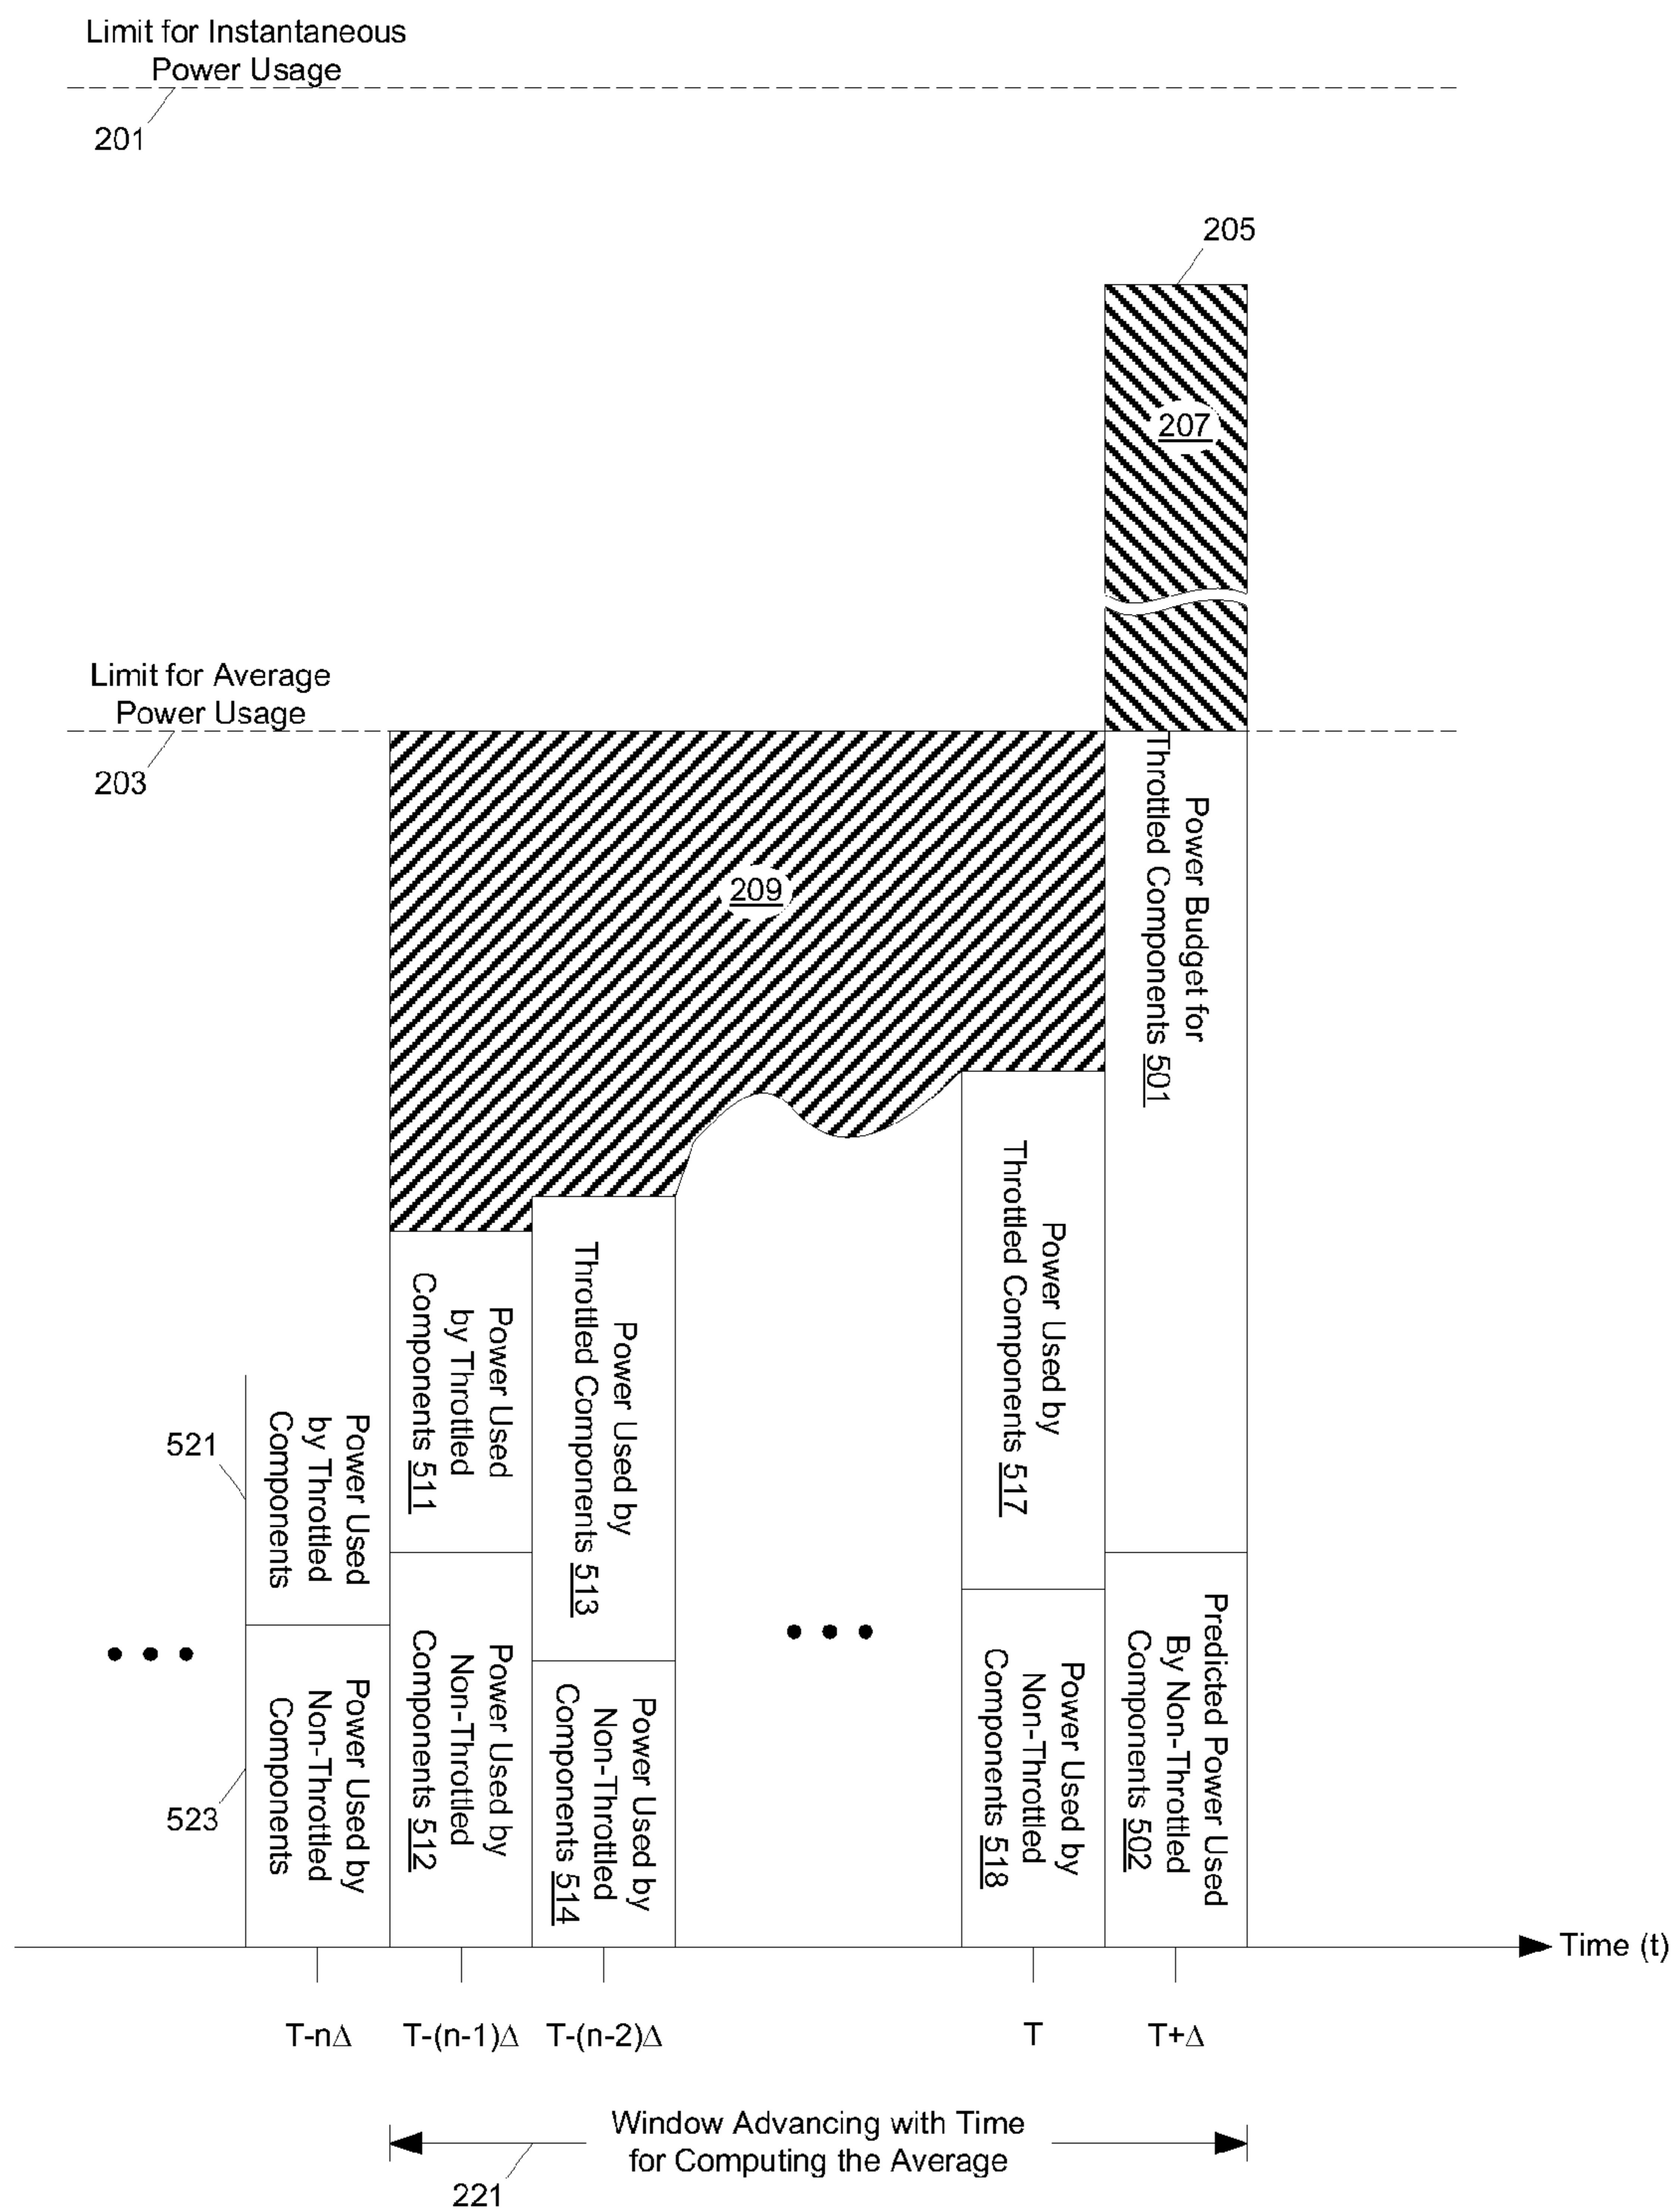 Limit for Instantaneous
Power Usage
201
205
207
Limit for Average
Power Usage
203
209
Power Budget for
Throttled Components 501
Power Used
by Throttled
Components
521
Power Used
by Throttled
Components 511
Power Used by
Throttled Components 513
Power Used by
Throttled Components 517
Power Used by
Non-Throttled
Components
523
Power Used by
Non-Throttled
Components 512
Power Used by
Non-Throttled
Components 514
Power Used by
Non-Throttled
Components 518
Predicted Power Used
By Non-Throttled
Components 502
Time (t)
T-nΔ
T-(n-1)Δ
T-(n-2)Δ
T
T+Δ
Window Advancing with Time
for Computing the Average
221